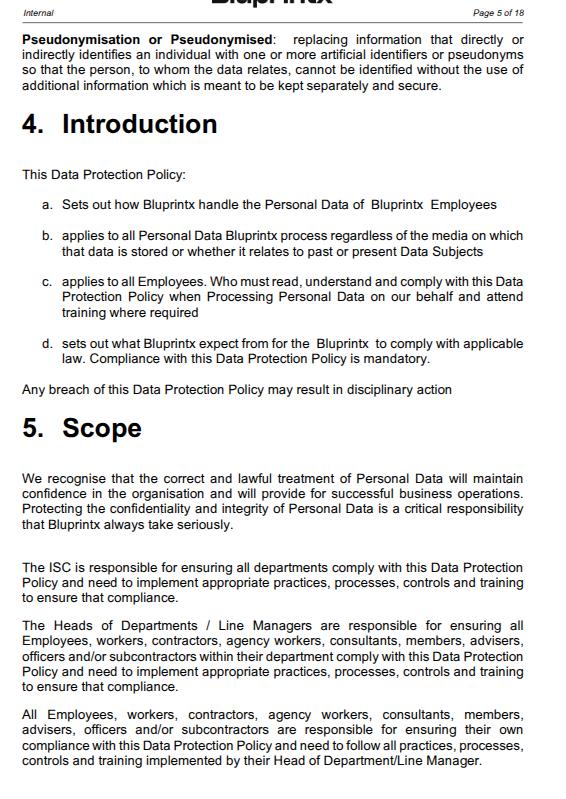 Bluprintx
Internal
Page 5 of 18
Pseudonymisation or Pseudonymised: replacing information that directly or
indirectly identifies an individual with one or more artificial identifiers or pseudonyms
so that the person, to whom the data relates, cannot be identified without the use of
additional information which is meant to be kept separately and secure.
4. Introduction
This Data Protection Policy:
a. Sets out how Bluprintx handle the Personal Data of Bluprintx Employees
b. applies to all Personal Data Bluprintx process regardless of the media on which
that data is stored or whether it relates to past or present Data Subjects
c. applies to all Employees. Who must read, understand and comply with this Data
Protection Policy when Processing Personal Data on our behalf and attend
training where required
d. sets out what Bluprintx expect from for the Bluprintx to comply with applicable
law. Compliance with this Data Protection Policy is mandatory.
Any breach of this Data Protection Policy may result in disciplinary action
5. Scope
We recognise that the correct and lawful treatment of Personal Data will maintain
confidence in the organisation and will provide for successful business operations.
Protecting the confidentiality and integrity of Personal Data is a critical responsibility
that Bluprintx always take seriously.
The ISC is responsible for ensuring all departments comply with this Data Protection
Policy and need to implement appropriate practices, processes, controls and training
to ensure that compliance.
The Heads of Departments / Line Managers are responsible for ensuring all
Employees, workers, contractors, agency workers, consultants, members, advisers,
officers and/or subcontractors within their department comply with this Data Protection
Policy and need to implement appropriate practices, processes, controls and training
to ensure that compliance.
All Employees, workers, contractors, agency workers, consultants, members,
advisers, officers and/or subcontractors are responsible for ensuring their own
compliance with this Data Protection Policy and need to follow all practices, processes,
controls and training implemented by their Head of Department/Line Manager.